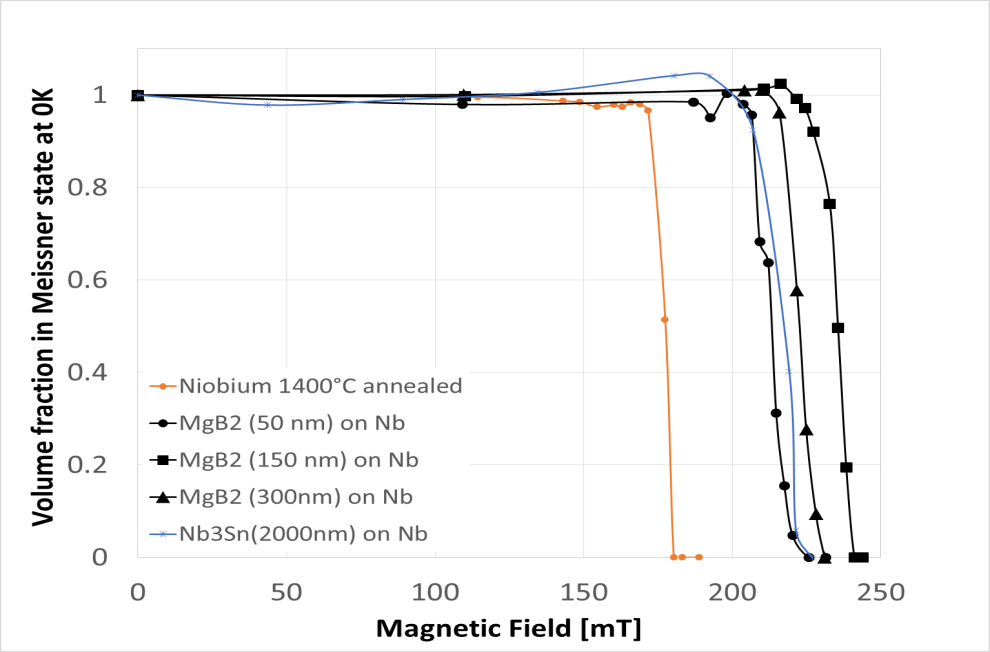 Volume fraction in Meissner state at 0K
1
0.8
0.6
0.4
0.2
0
Niobium 1400°C annealed
MgB2 (50 nm) on Nb
MgB2 (150 nm) on Nb
MgB2 (300nm) on Nb
Nb3Sn(2000nm) on Nb
0 50 100 150 200 250
Magnetic Field [mT]